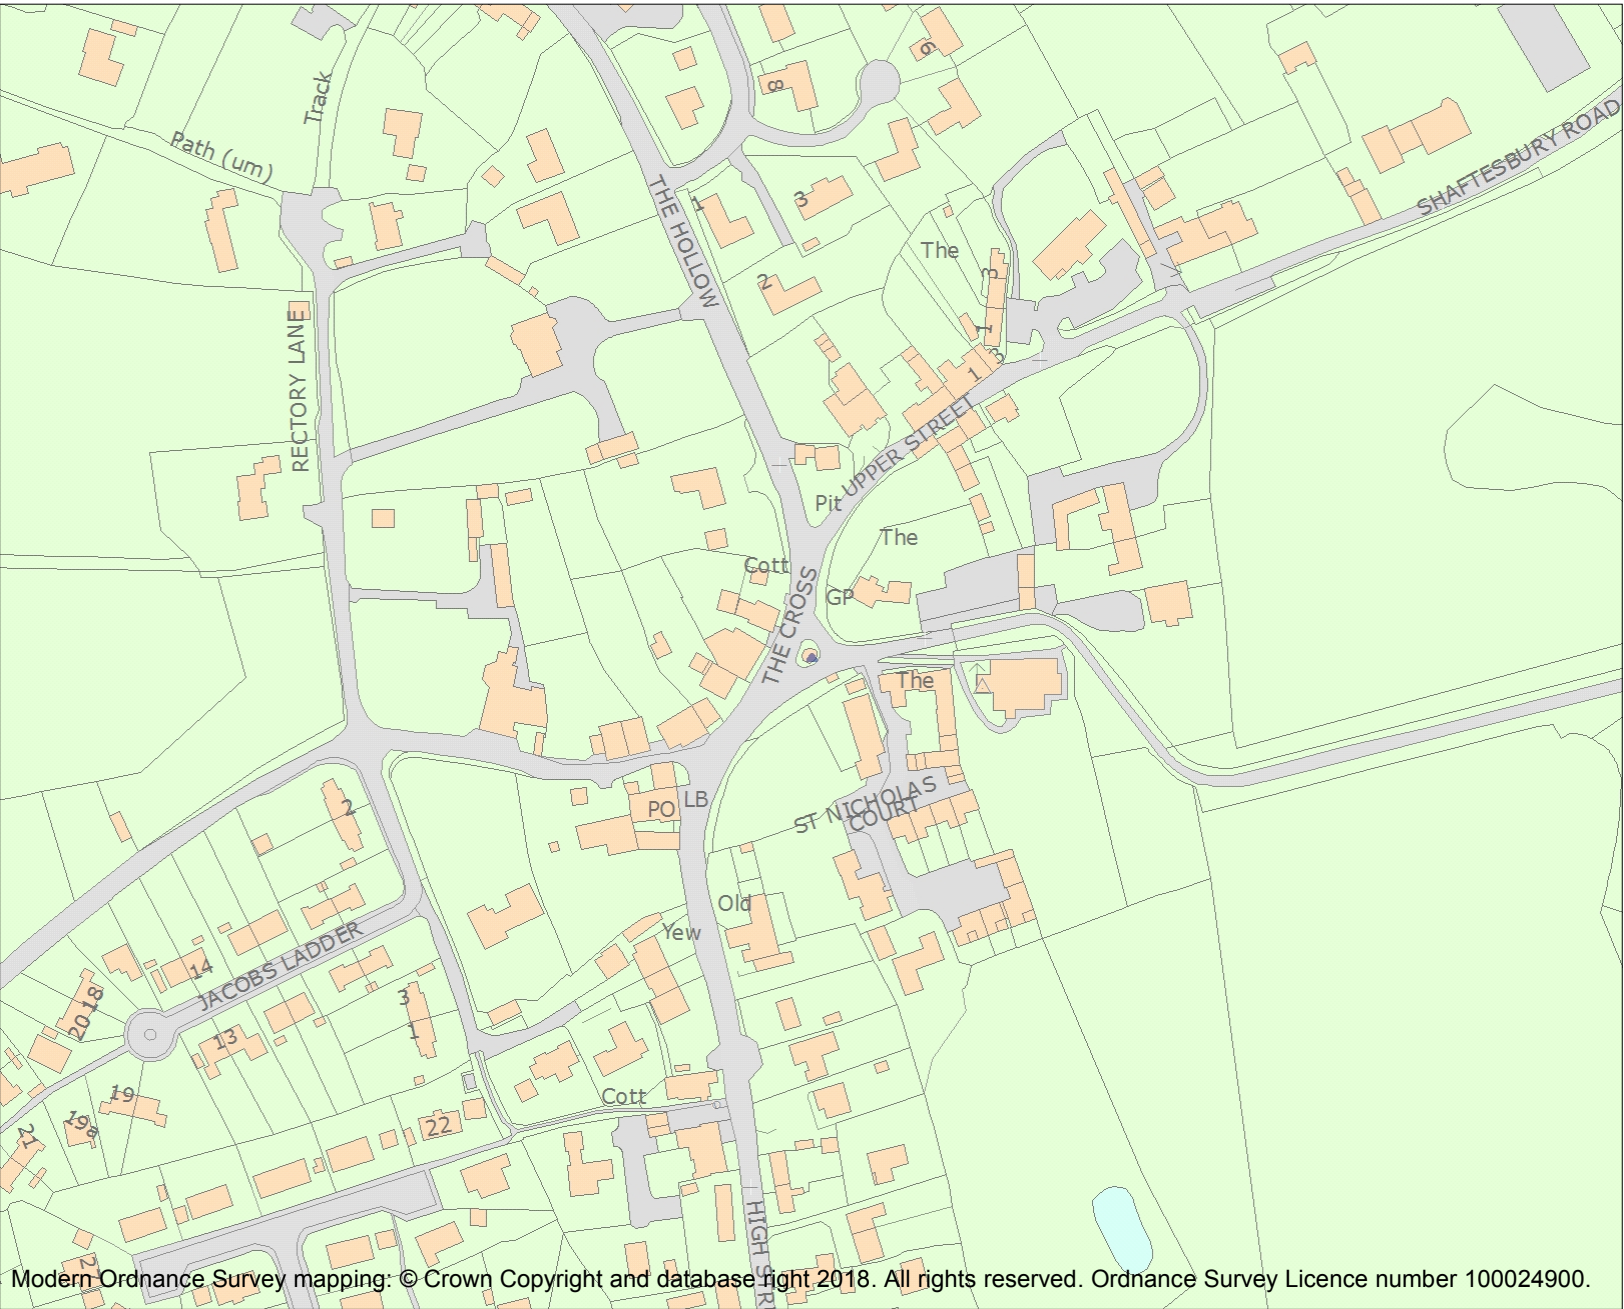 6
8
Track
Path (um)
SHAFTESBURY ROAD
THE HOLLOW
1
3
The
3
2
1
RECTORY LANE
3
1
UPPER STREET
Pit
The
Cott
GP
THE CROSS
The
ST NICHOLAS
COURT
LB
PO
2
Old
Yew
JACOBS LADDER
14
18
20
3
1
13
19
19a
Cott
22
21
HIGH STR
27
Modern Ordnance Survey mapping: © Crown Copyright and database right 2018. All rights reserved. Ordnance Survey Licence number 100024900.